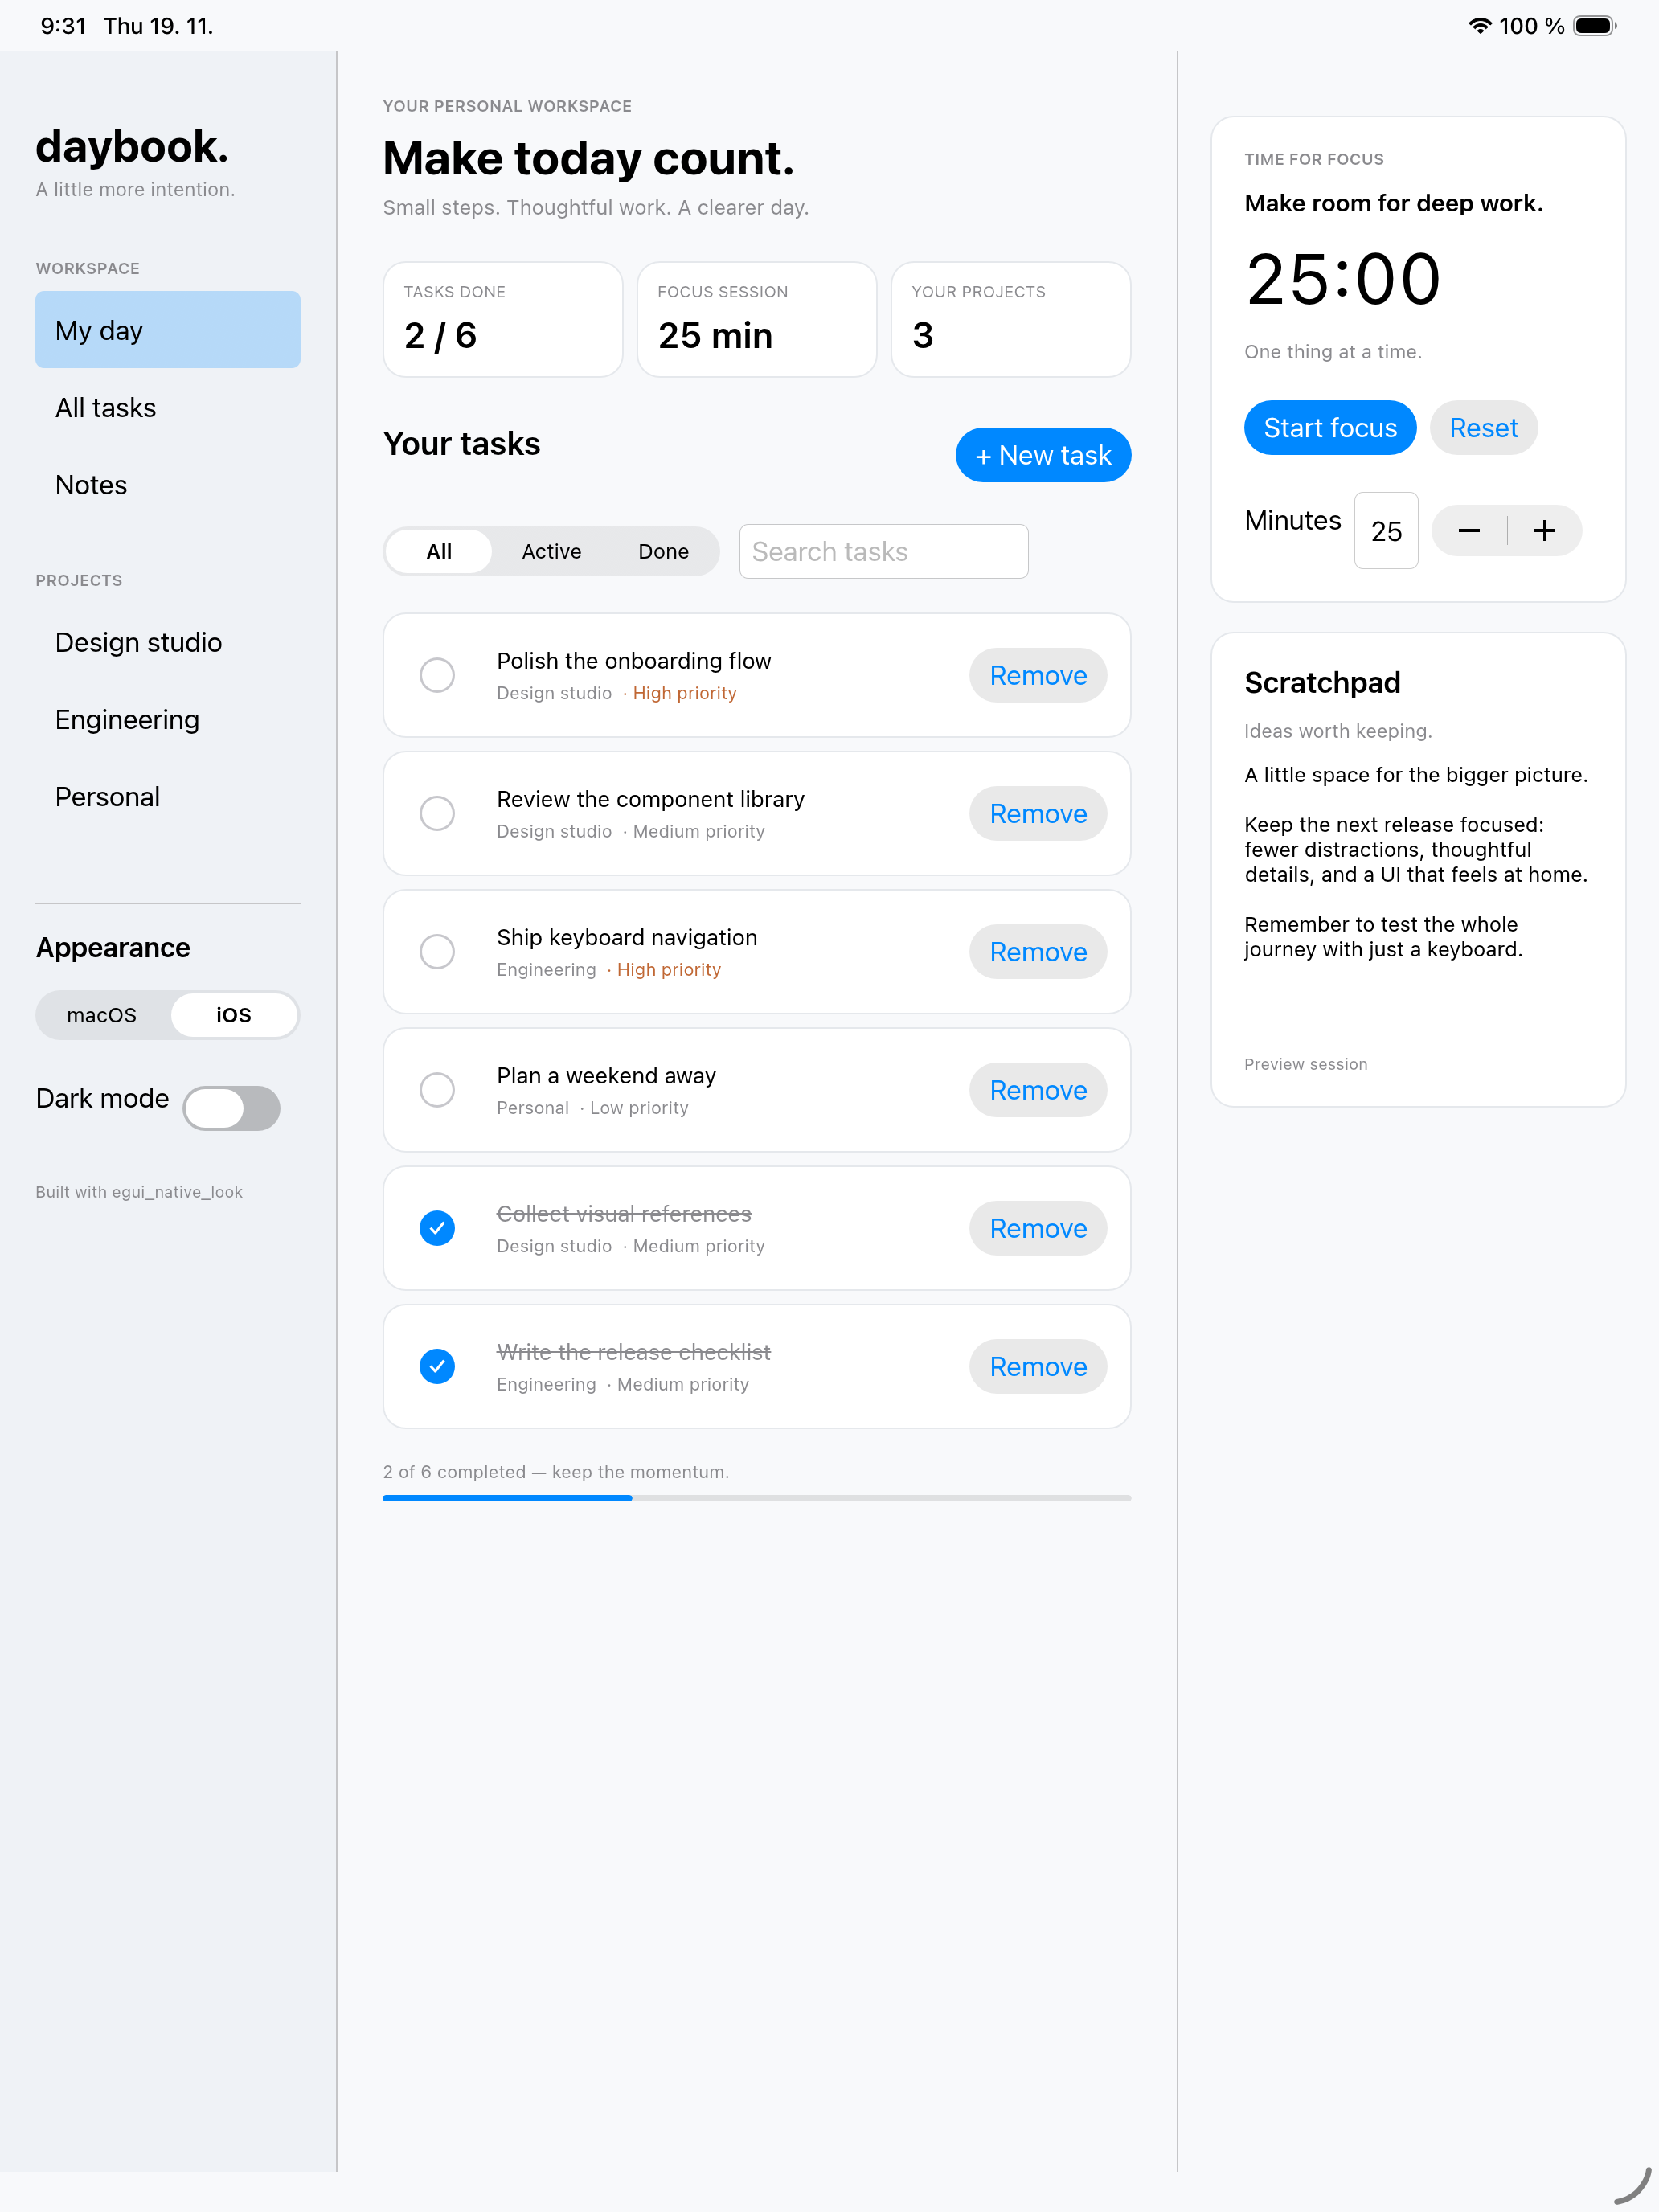 9:31 Thu 19. 11.
100 %
daybook.
A little more intention.
WORKSPACE
My day
All tasks
Notes
PROJECTS
Design studio
Engineering
Personal
Appearance
macOS iOS
Dark mode
Built with egui_native_look
YOUR PERSONAL WORKSPACE
Make today count.
Small steps. Thoughtful work. A clearer day.
TASKS DONE
2 / 6
FOCUS SESSION
25 min
YOUR PROJECTS
3
Your tasks
+ New task
All Active Done
Search tasks
Polish the onboarding flow
Design studio · High priority
Remove
Review the component library
Design studio · Medium priority
Remove
Ship keyboard navigation
Engineering · High priority
Remove
Plan a weekend away
Personal · Low priority
Remove
Collect visual references
Design studio · Medium priority
Remove
Write the release checklist
Engineering · Medium priority
Remove
2 of 6 completed — keep the momentum.
TIME FOR FOCUS
Make room for deep work.
25:00
One thing at a time.
Start focus
Reset
Minutes
25
− +
Scratchpad
Ideas worth keeping.
A little space for the bigger picture.
Keep the next release focused:
fewer distractions, thoughtful
details, and a UI that feels at home.
Remember to test the whole
journey with just a keyboard.
Preview session